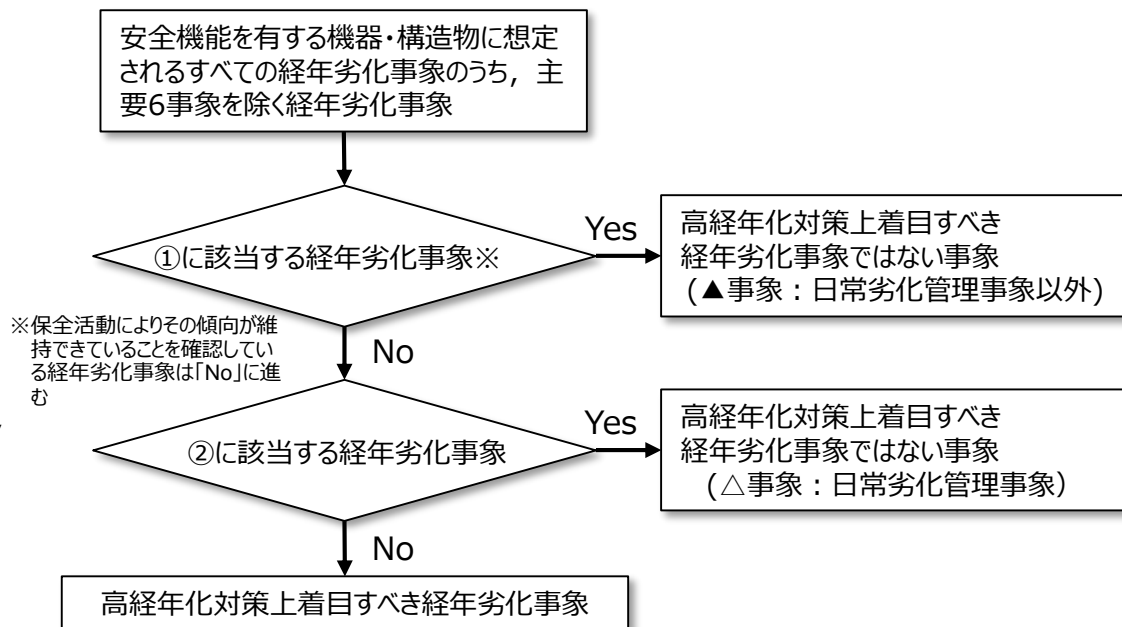 安全機能を有する機器・構造物に想定
されるすべての経年劣化事象のうち，主
要6事象を除く経年劣化事象
①に該当する経年劣化事象※
Yes
高経年化対策上着目すべき
経年劣化事象ではない事象
(▲事象：日常劣化管理事象以外)
※保全活動によりその傾向が維
持できていることを確認してい
る経年劣化事象は「No」に進
む
No
②に該当する経年劣化事象
Yes
高経年化対策上着目すべき
経年劣化事象ではない事象
(△事象：日常劣化管理事象）
No
高経年化対策上着目すべき経年劣化事象